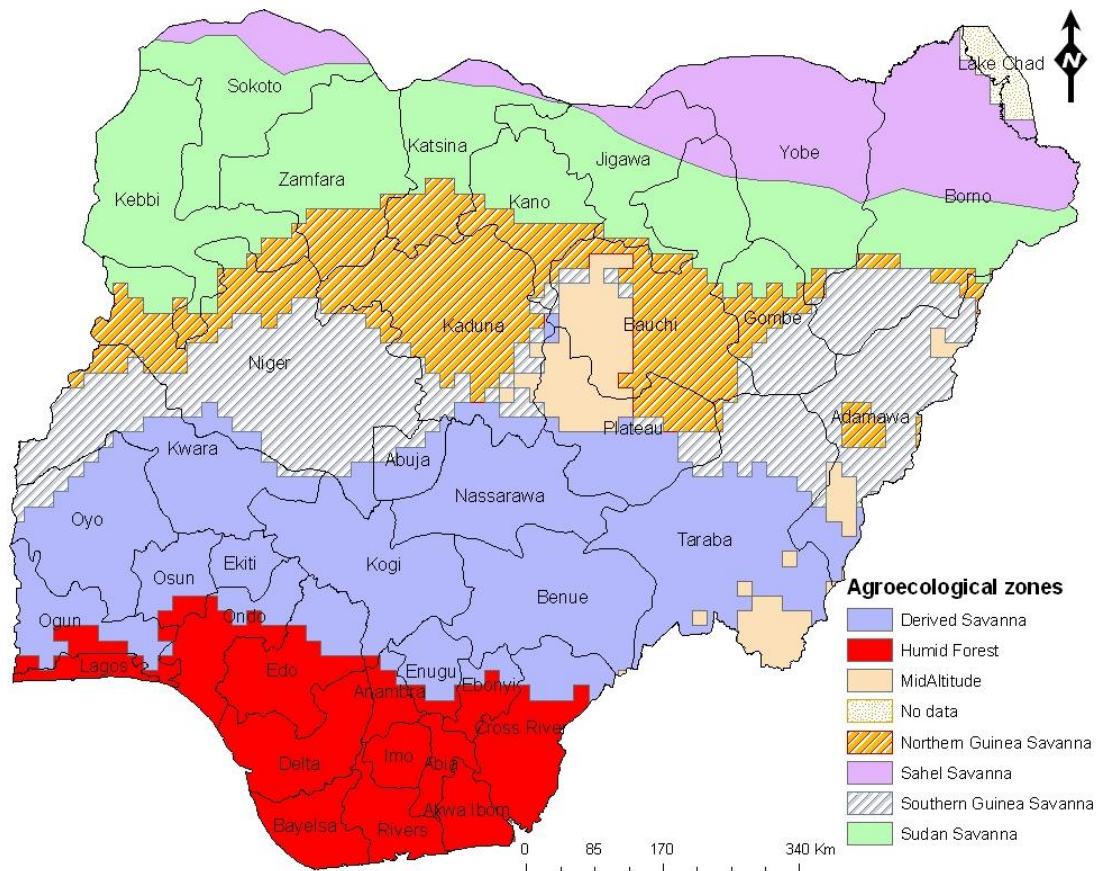 Lake Chad
N
Sokoto
Katsina
Yobe
Jigawa
Zamfara
Kebbi
Kano
Borno
Kaduna
Bauchi
Gombe
Niger
Adamawa
Plateau
Kwara
Abuja
Nassarawa
Oyo
Taraba
Ekiti
Kogi
Osun
Benue
Ogun
Ondo
Lagos
Edo
Enugu
Ebonyi
Anambra
Cross River
Delta
Imo
Abia
Akwa Ibom
Bayelsa
Rivers
Agroecological zones
Derived Savanna
Humid Forest
MidAltitude
No data
Northern Guinea Savanna
Sahel Savanna
Southern Guinea Savanna
Sudan Savanna
0 85 170 340 Km